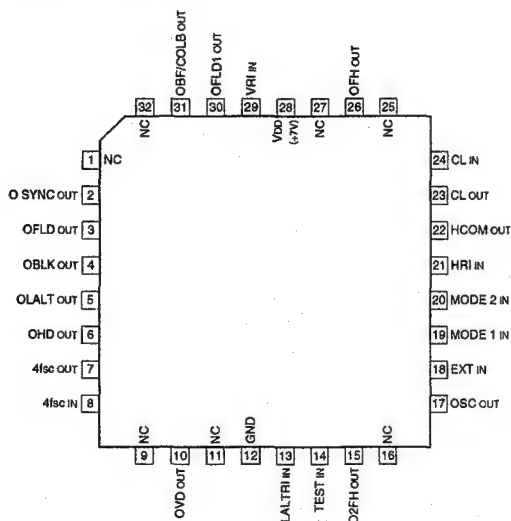 OBF/COLB OUT
OFLD1 OUT
VRI IN
OFH OUT
32 31 30 29 28 27 26 25
NC
VDD (+7V)
NC
NC
1 NC
O SYNC OUT 2
OFLD OUT 3
OBLK OUT 4
OLALT OUT 5
OHD OUT 6
4fsc OUT 7
4fsc IN 8
24 CL IN
23 CL OUT
22 HCOM OUT
21 HRI IN
20 MODE 2 IN
19 MODE 1 IN
18 EXT IN
17 OSC OUT
NC
NC
GND
NC
9 10 11 12 13 14 15 16
OVD OUT
LALTRI IN
TEST IN
O2FH OUT